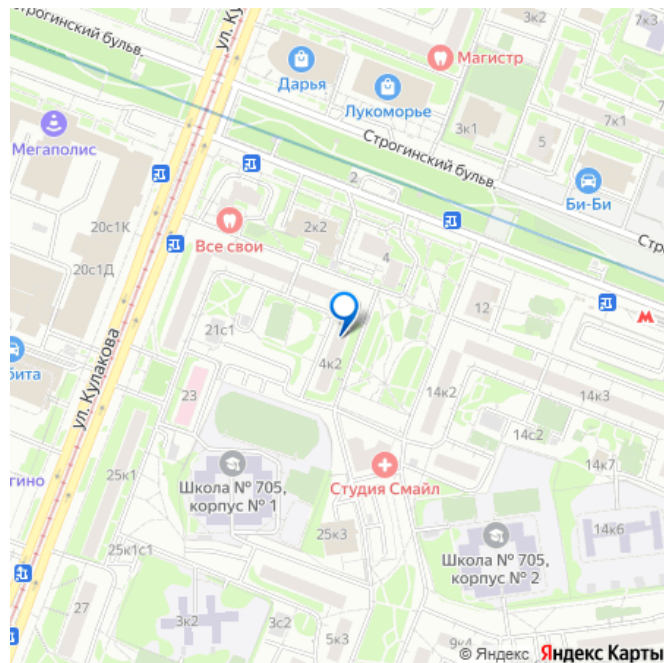 Строгинский бульв.
ул. Кулакова
3к2
7к3
Магистр
Дарья
Лукоморье
7к1
3к1
5
Мегаполис
Строгинский бульв.
2
Би-Би
20с1К
Все свои
2к2
4
20с1Д
12
21с1
4к2
бита
ул. Кулакова
23
14к2
14к3
14с2
25к1
Студия Смайл
14к7
гино
Школа № 705,
корпус № 1
25к3
14к6
25к1с1
Школа № 705,
корпус № 2
27
3к2
3с2
5к3
9к4
© Яндекс Яндекс Карты